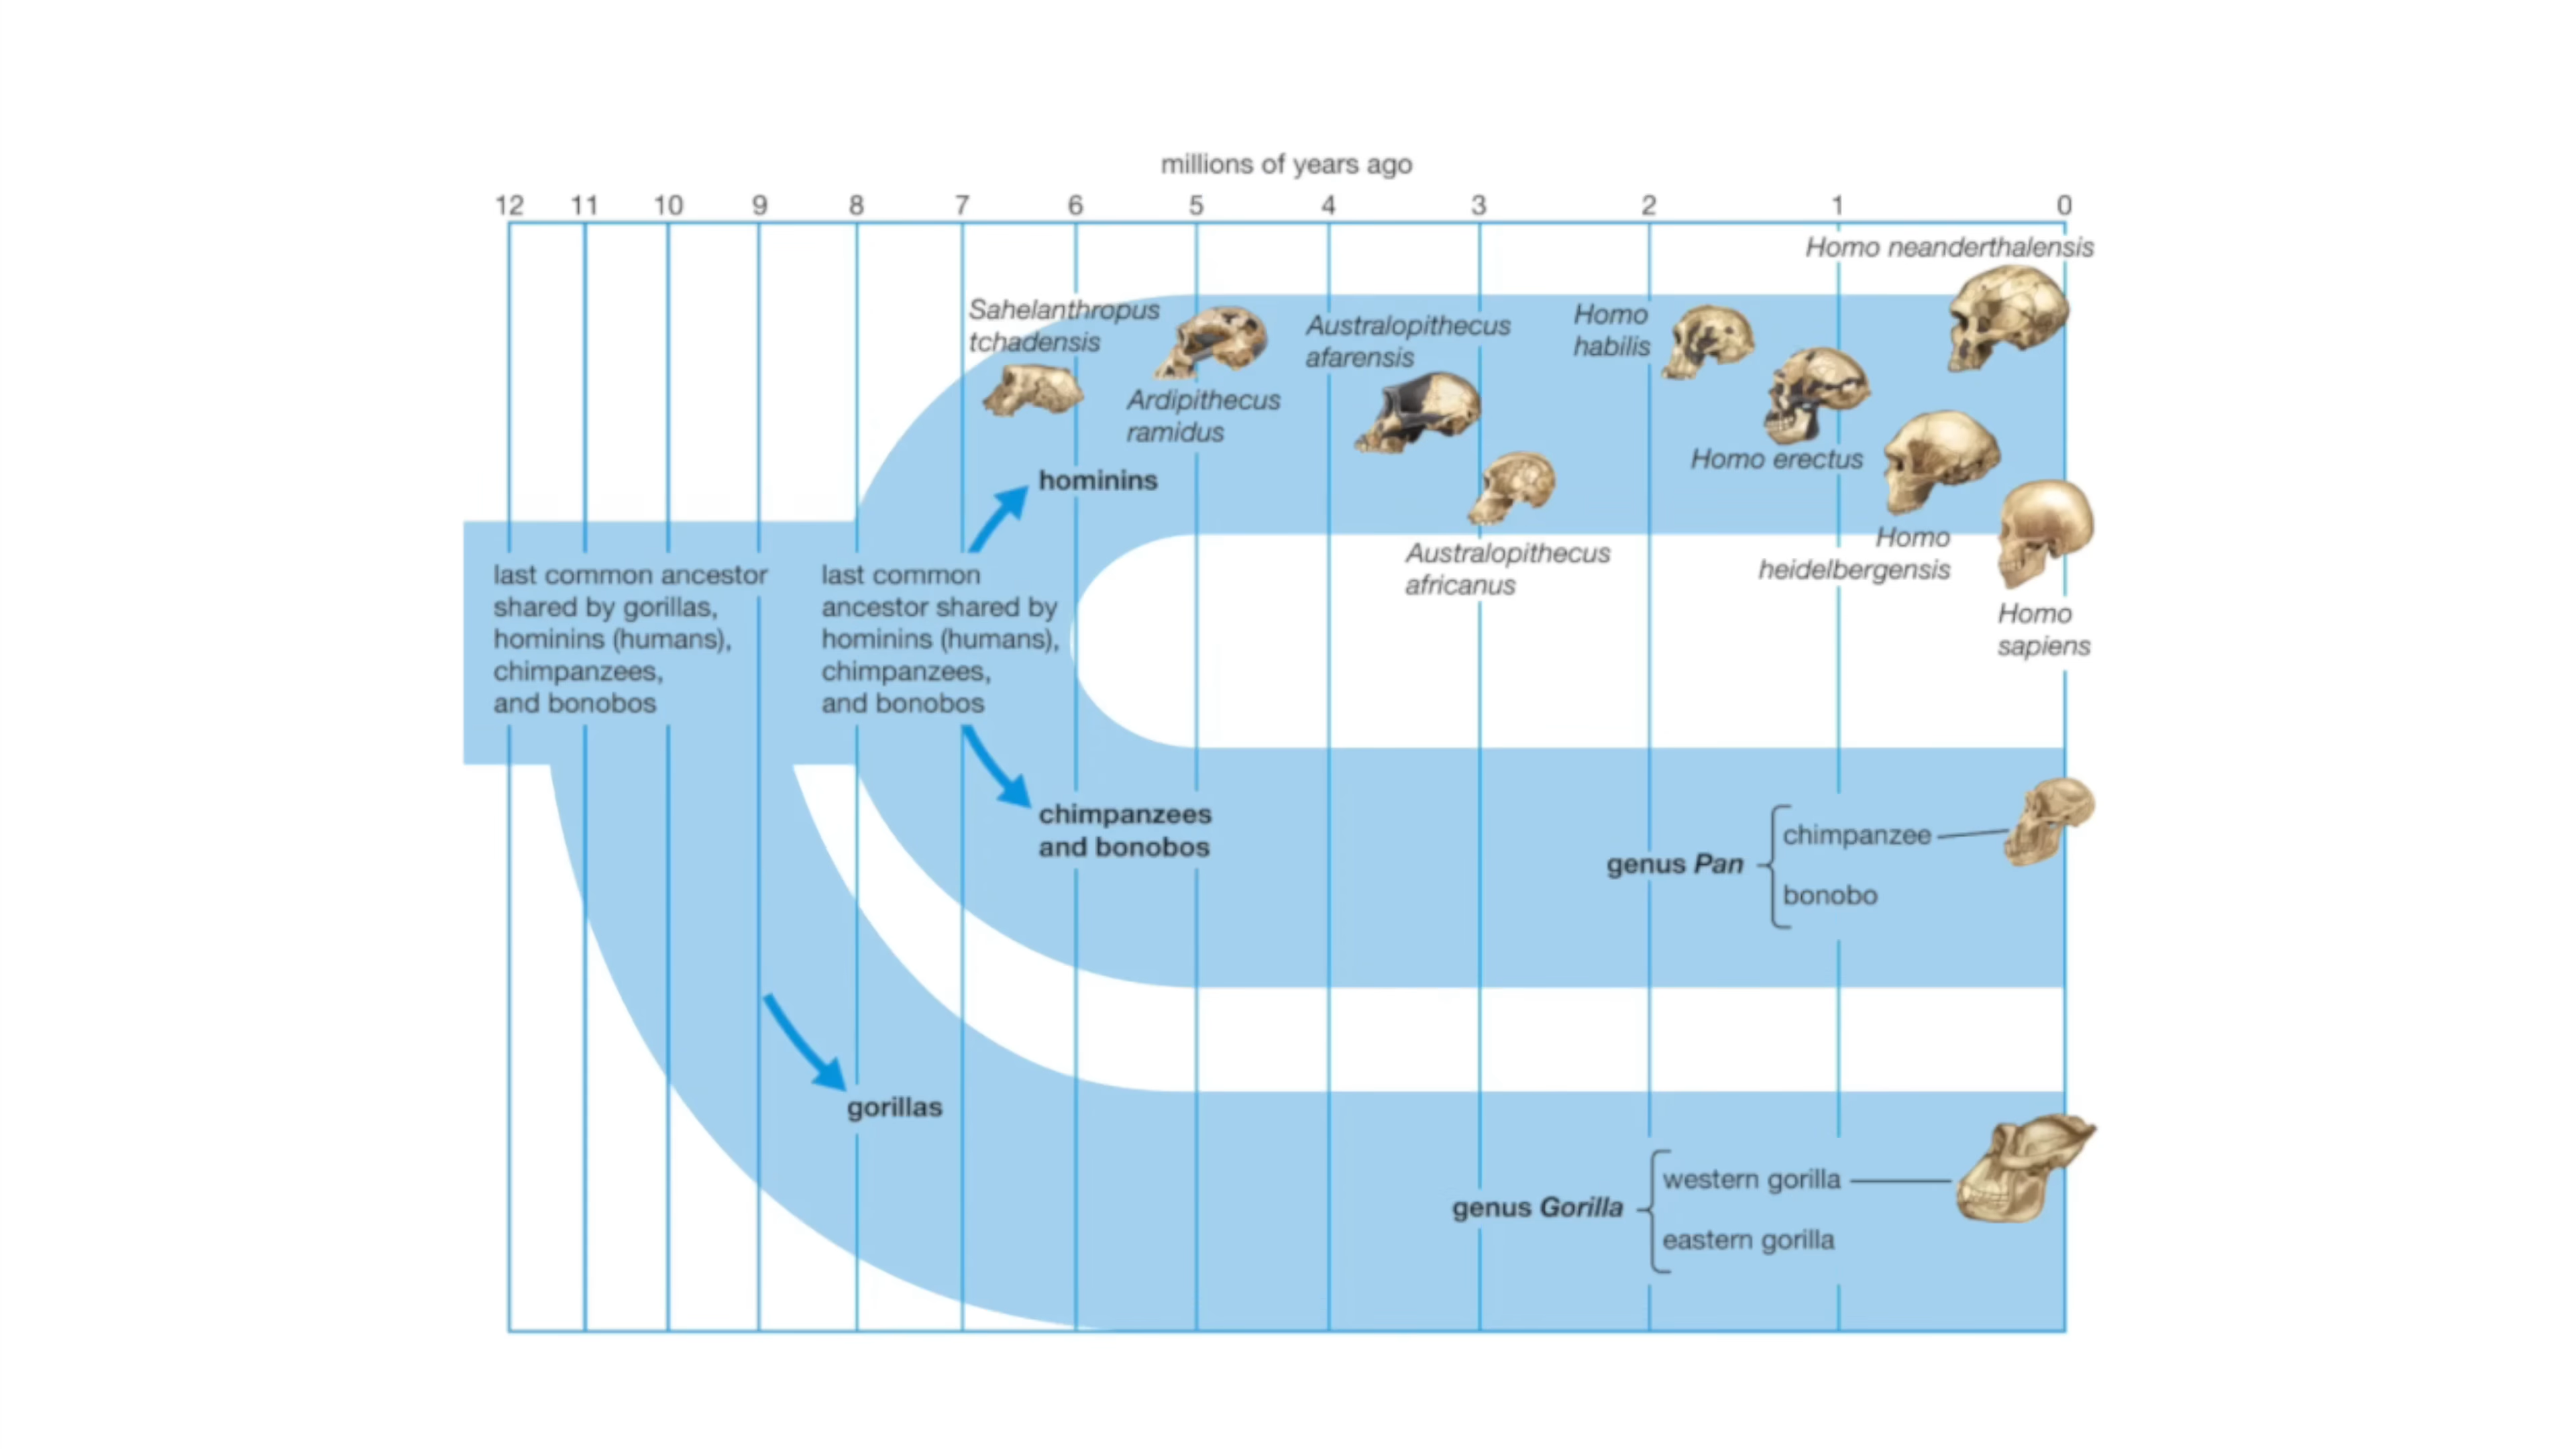 millions of years ago
12 11 10 9 8 7 6 5 4 3 2 1 0
Homo neanderthalensis
Sahelanthropus
tchadensis
Ardipithecus
ramidus
Australopithecus
afarensis
Homo
habilis
Homo erectus
hominins
Australopithecus
africanus
Homo
heidelbergensis
Homo
sapiens
last common ancestor
shared by gorillas,
hominins (humans),
chimpanzees,
and bonobos
last common
ancestor shared by
hominins (humans),
chimpanzees,
and bonobos
chimpanzees
and bonobos
genus Pan
chimpanzee
bonobo
gorillas
genus Gorilla
western gorilla
eastern gorilla